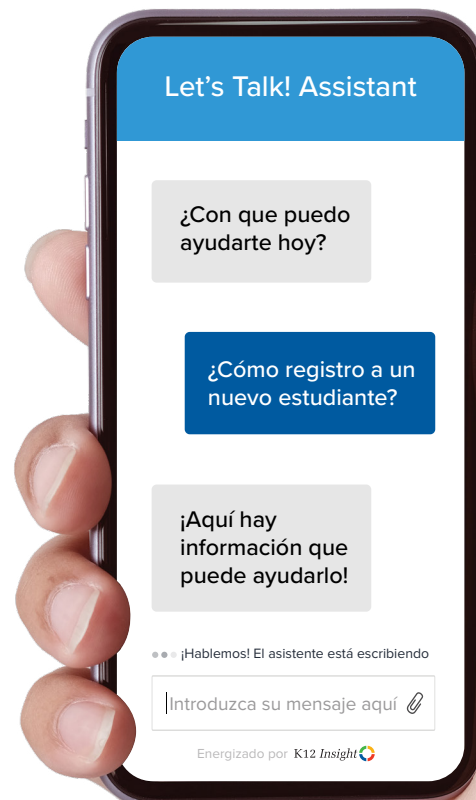 Let's Talk! Assistant
¿Con que puedo
ayudarte hoy?
¿Cómo registro a un
nuevo estudiante?
¡Aquí hay
información que
puede ayudarlo!
¡Hablemos! El asistente está escribiendo
Introduzca su mensaje aquí
Energizado por K12 Insight